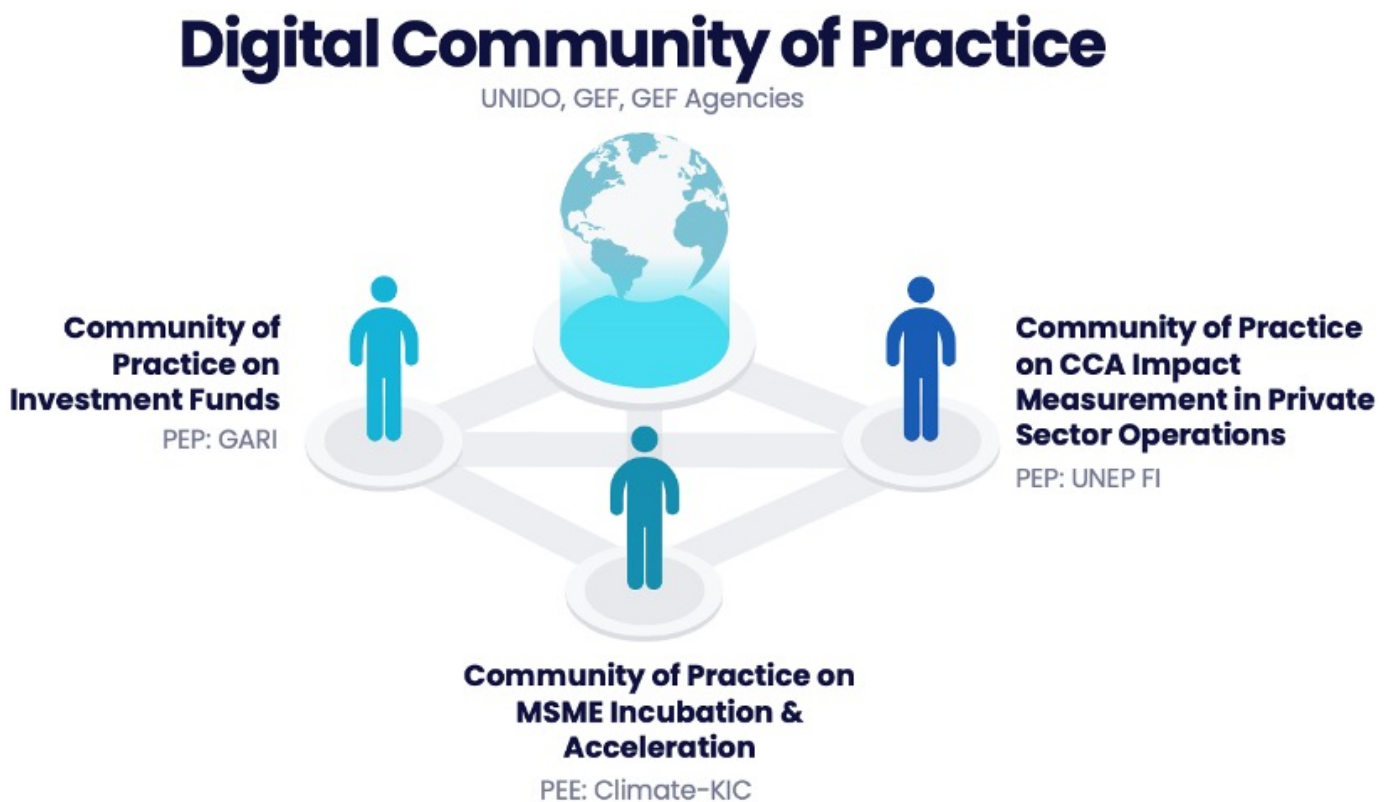 Digital Community of Practice
UNIDO, GEF, GEF Agencies
Community of
Practice on
Investment Funds
PEP: GARI
Community of Practice
on CCA Impact
Measurement in Private
Sector Operations
PEP: UNEP FI
Community of Practice on
MSME Incubation &
Acceleration
PEE: Climate-KIC